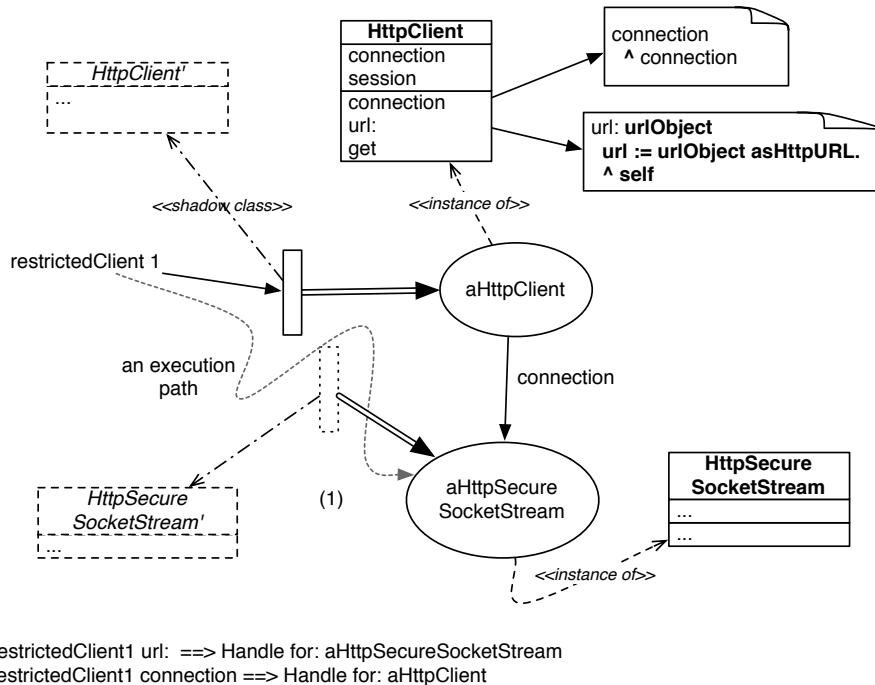 HttpClient
connection
session
connection
url:
get
connection
^ connection
url: urlObject
url := urlObject asHttpURL.
^ self
HttpClient'
...
<<shadow class>>
<<instance of>>
restrictedClient 1
aHttpClient
an execution
path
connection
HttpSecure
SocketStream'
...
(1)
aHttpSecure
SocketStream
HttpSecure
SocketStream
...
...
<<instance of>>
estrictedClient1 url: ==> Handle for: aHttpSecureSocketStream
estrictedClient1 connection ==> Handle for: aHttpClient